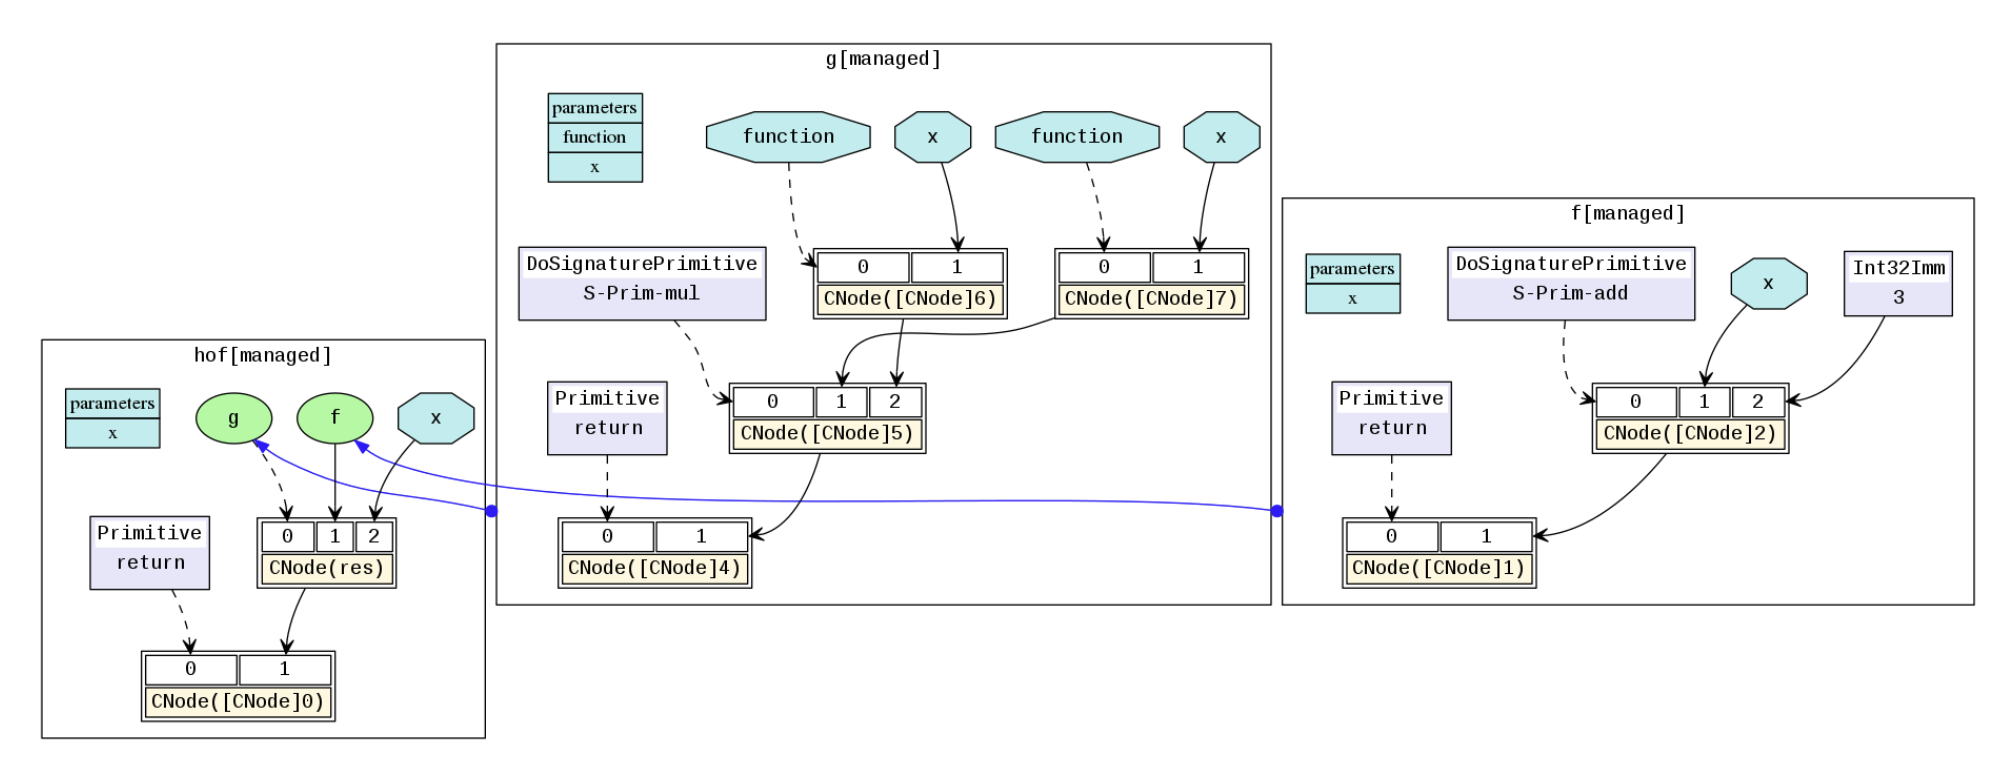 g[managed]
parameters
function
x
function
x
function
x
DoSignaturePrimitive
S-Prim-mul
0 1
CNode([CNode]6)
0 1
CNode([CNode]7)
Primitive
return
0 1 2
CNode([CNode]5)
0 1
CNode([CNode]4)
f[managed]
parameters
x
DoSignaturePrimitive
S-Prim-add
x
Int32Imm
3
Primitive
return
0 1 2
CNode([CNode]2)
0 1
CNode([CNode]1)
hof[managed]
parameters
x
g
f
x
Primitive
return
0 1 2
CNode(res)
0 1
CNode([CNode]0)